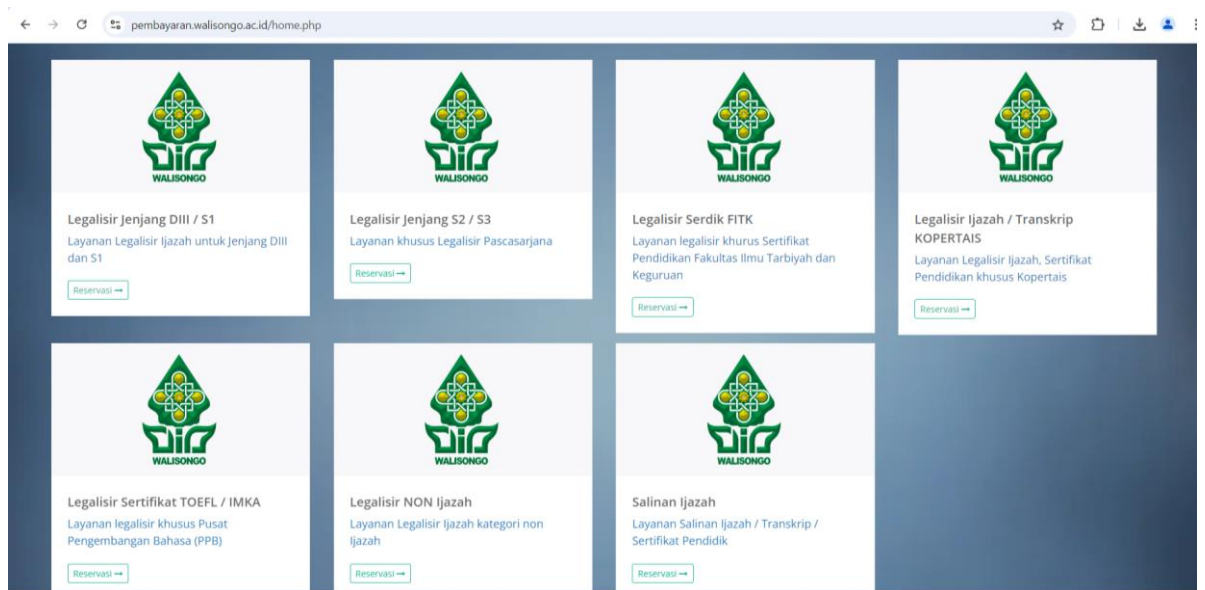 pembayaran.walisongo.ac.id/home.php
WALISONGO
Legalisir Jenjang DIII / S1
Layanan Legalisir Ijazah untuk Jenjang DIII
dan S1
Reservasi →
WALISONGO
Legalisir Jenjang S2 / S3
Layanan khusus Legalisir Pascasarjana
Reservasi →
WALISONGO
Legalisir Serdik FITK
Layanan legalisir khurus Sertifikat
Pendidikan Fakultas Ilmu Tarbiyah dan
Keguruan
Reservasi →
WALISONGO
Legalisir Ijazah / Transkrip
KOPERTAIS
Layanan Legalisir Ijazah, Sertifikat
Pendidikan khusus Kopertais
Reservasi →
WALISONGO
Legalisir Sertifikat TOEFL / IMKA
Layanan legalisir khusus Pusat
Pengembangan Bahasa (PPB)
Reservasi →
WALISONGO
Legalisir NON Ijazah
Layanan Legalisir Ijazah kategori non
Ijazah
Reservasi →
WALISONGO
Salinan Ijazah
Layanan Salinan Ijazah / Transkrip /
Sertifikat Pendidik
Reservasi →